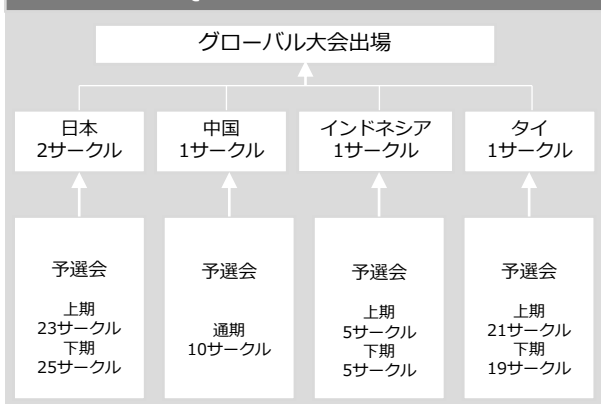 グローバル大会出場
日本
2サークル
中国
1サークル
インドネシア
1サークル
タイ
1サークル
予選会
上期
23サークル
下期
25サークル
予選会
通期
10サークル
予選会
上期
5サークル
下期
5サークル
予選会
上期
21サークル
下期
19サークル